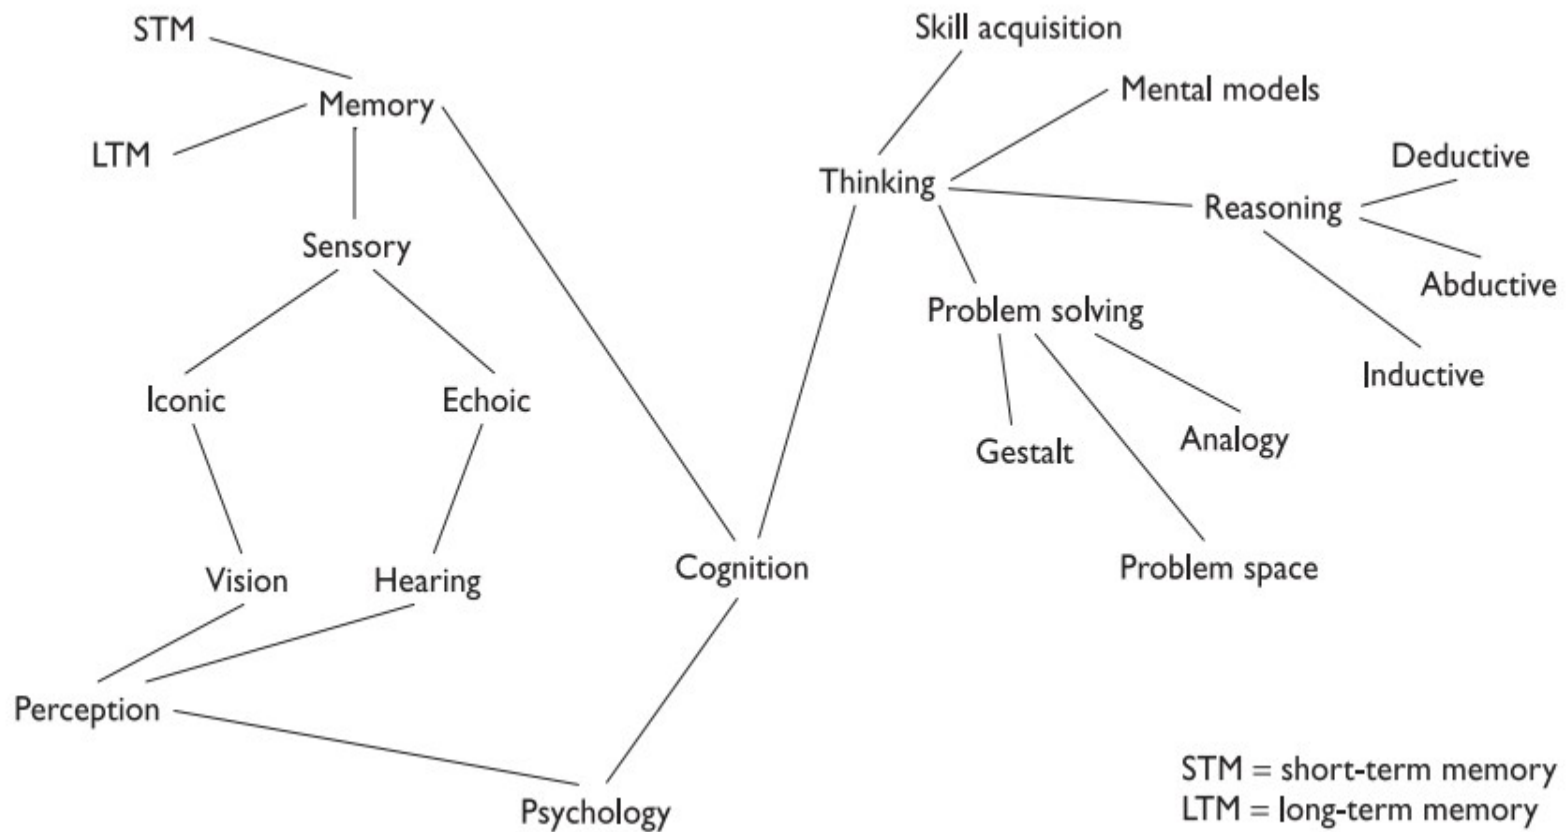 STM
Skill acquisition
Memory
Mental models
LTM
Thinking
Deductive
Reasoning
Sensory
Abductive
Problem solving
Iconic
Echoic
Inductive
Gestalt
Analogy
Vision
Hearing
Cognition
Problem space
Perception
Psychology
STM = short-term memory
LTM = long-term memory